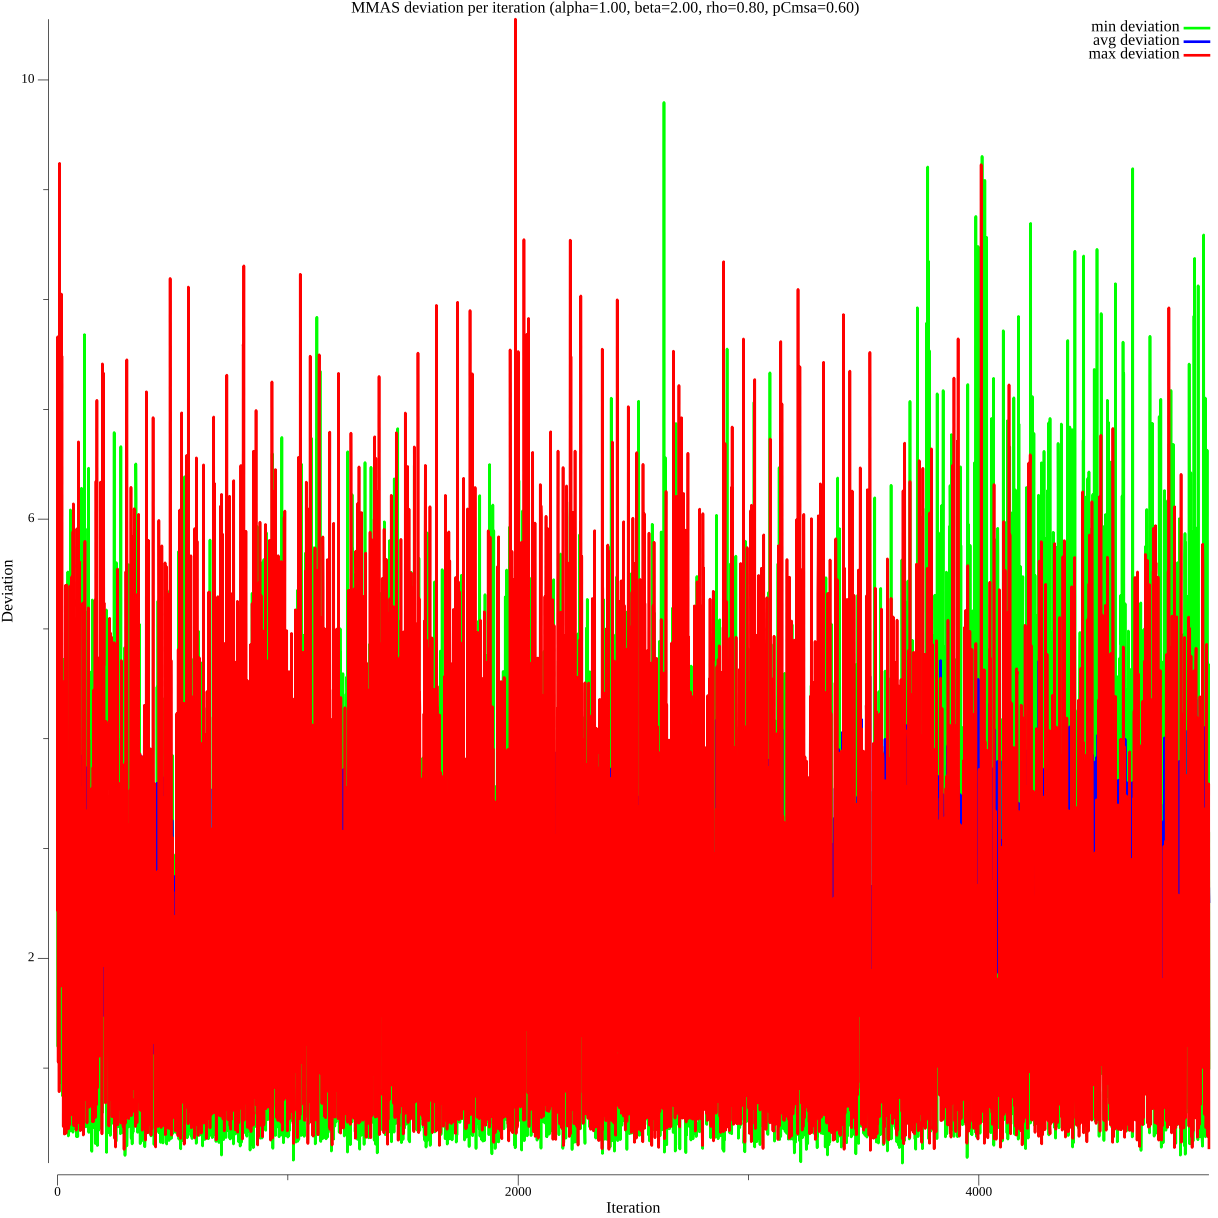 MMAS deviation per iteration (alpha=1.00, beta=2.00, rho=0.80, pCmsa=0.60)
min deviation
avg deviation
max deviation
10
6
2
Deviation
0
2000
4000
Iteration